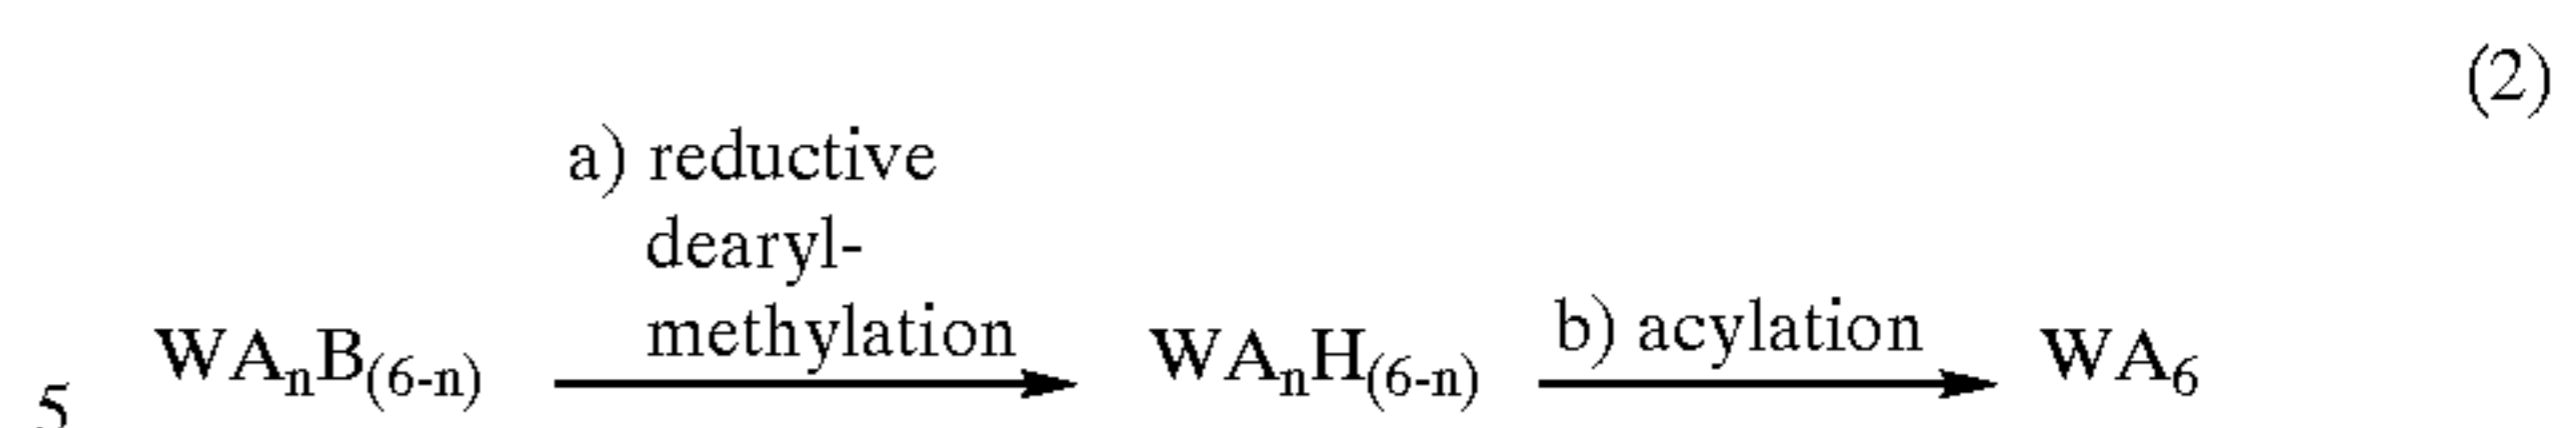 (2)
a) reductive
dearyl-
methylation
5 WAnB(6-n) WAnH(6-n) b) acylation WA6